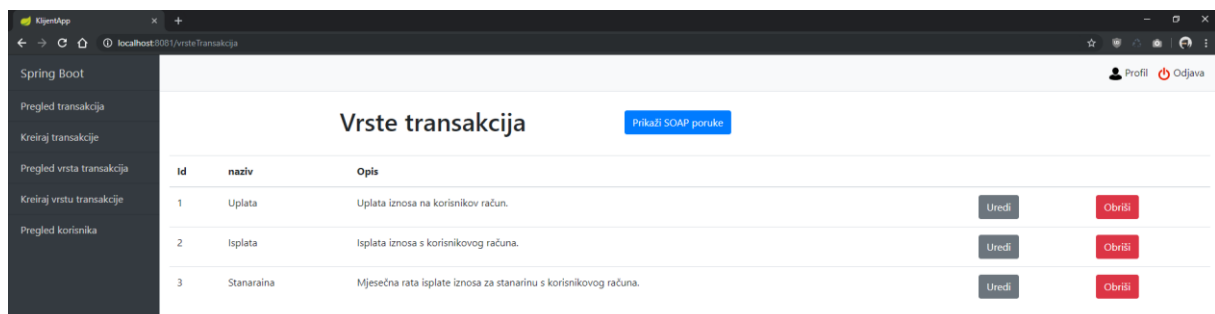 KlijentApp
localhost:8081/vrsteTransakcija
Spring Boot
Profil Odjava
Pregled transakcija
Kreiraj transakcije
Pregled vrsta transakcija
Kreiraj vrstu transakcije
Pregled korisnika
Vrste transakcija Prikaži SOAP poruke
Id naziv Opis
1 Uplata Uplata iznosa na korisnikov račun. Uredi Obriši
2 Isplata Isplata iznosa s korisnikovog računa. Uredi Obriši
3 Stanaraina Mjesečna rata isplate iznosa za stanarinu s korisnikovog računa. Uredi Obriši